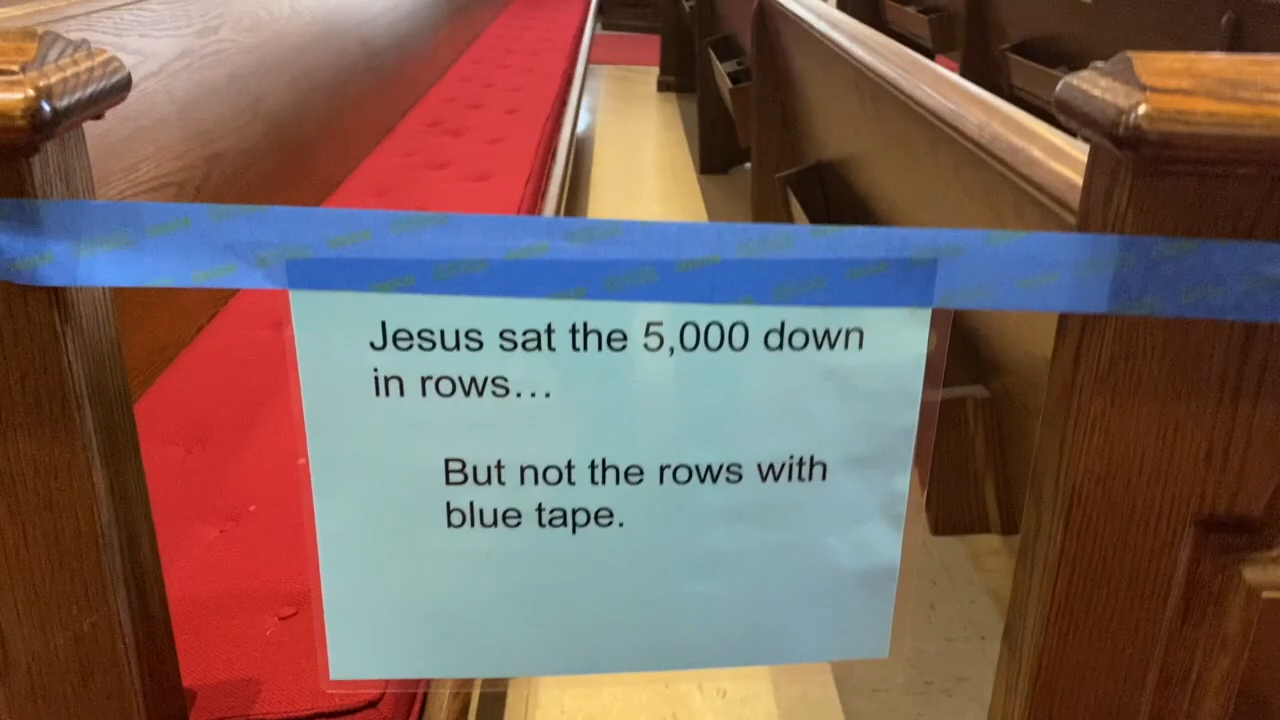 Jesus sat the 5,000 down
in rows...
But not the rows with
blue tape.